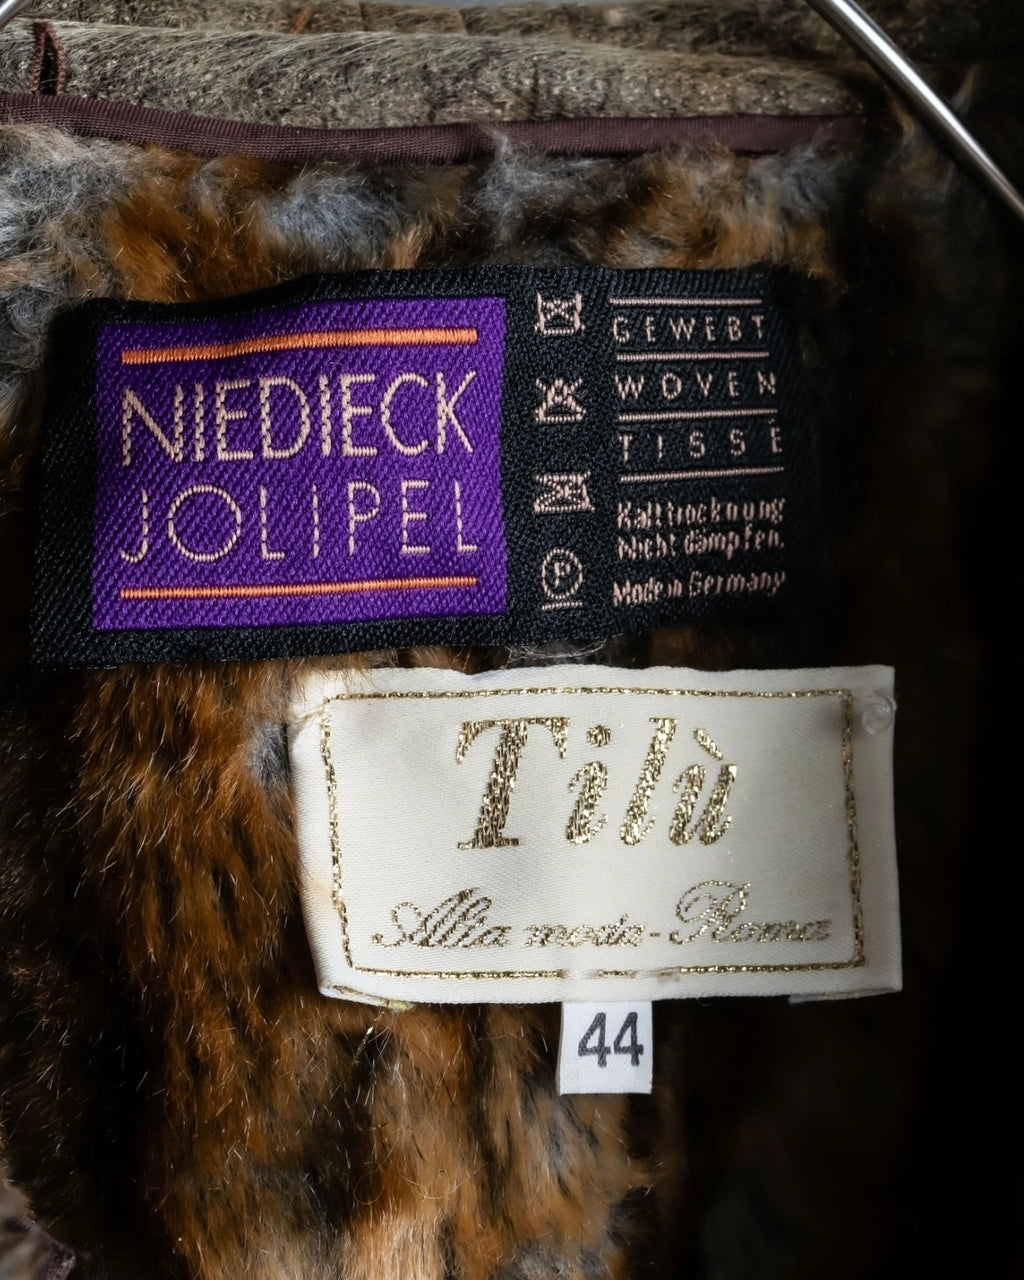 NIEDIECK
JOLIPEL
GEWEBT
WOVEN
TISSÉ
Kalttrocknung
Nicht dämpfen.
Made in Germany
P
Tilù
Alta moda - Roma
44